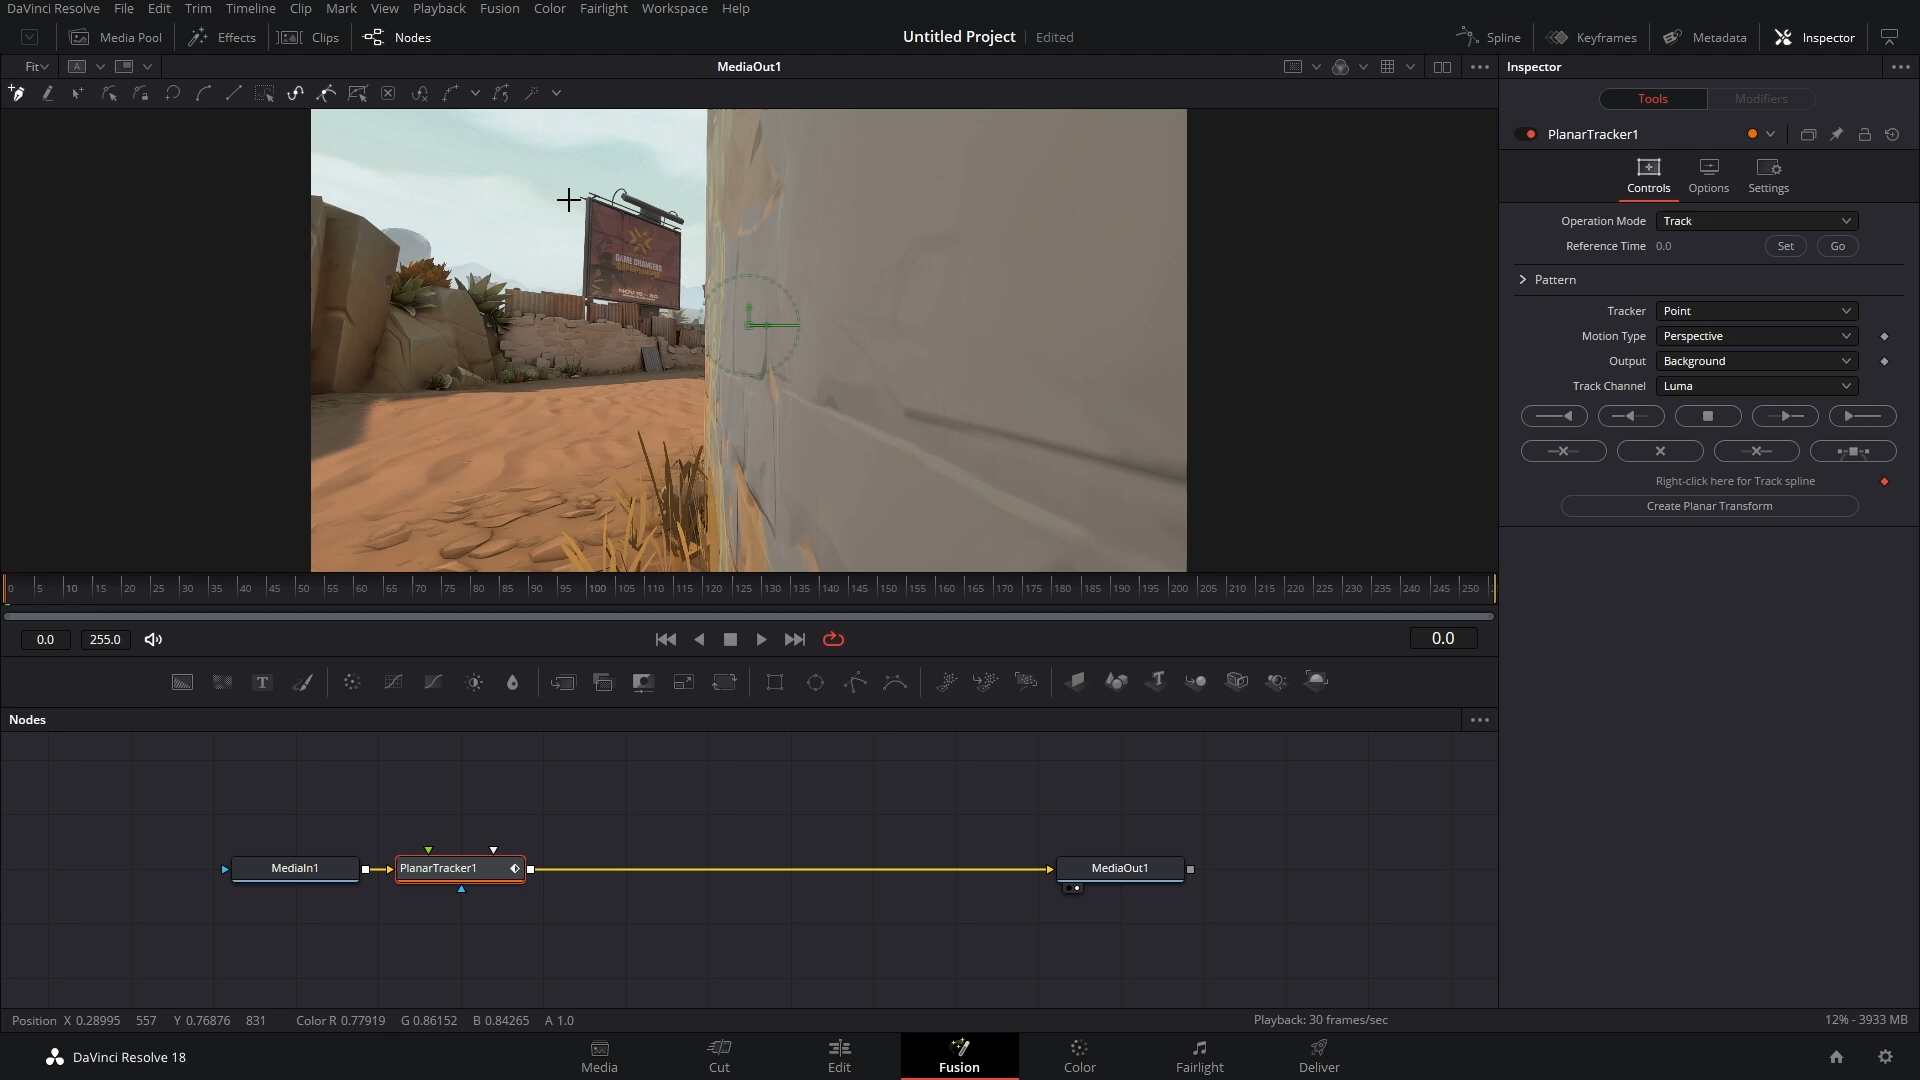 DaVinci Resolve File Edit Trim Timeline Clip Mark View Playback Fusion Color Fairlight Workspace Help
Media Pool Effects Clips Nodes Untitled Project Edited Spline Keyframes Metadata Inspector
Fit A MediaOut1 Inspector
Tools Modifiers
PlanarTracker1
Controls Options Settings
Operation Mode Track
Reference Time 0.0 Set Go
Pattern
Tracker Point
Motion Type Perspective
Output Background
Track Channel Luma
Right-click here for Track spline
Create Planar Transform
GAME CHANGERS
CHAMPIONSHIP
NOV 15 - 20
0 5 10 15 20 25 30 35 40 45 50 55 60 65 70 75 80 85 90 95 100 105 110 115 120 125 130 135 140 145 150 155 160 165 170 175 180 185 190 195 200 205 210 215 220 225 230 235 240 245 250
0.0 255.0 0.0
T
Nodes
MediaIn1 PlanarTracker1 MediaOut1
Position X 0.28995 557 Y 0.76876 831 Color R 0.77919 G 0.86152 B 0.84265 A 1.0 Playback: 30 frames/sec 12% - 3933 MB
DaVinci Resolve 18 Media Cut Edit Fusion Color Fairlight Deliver